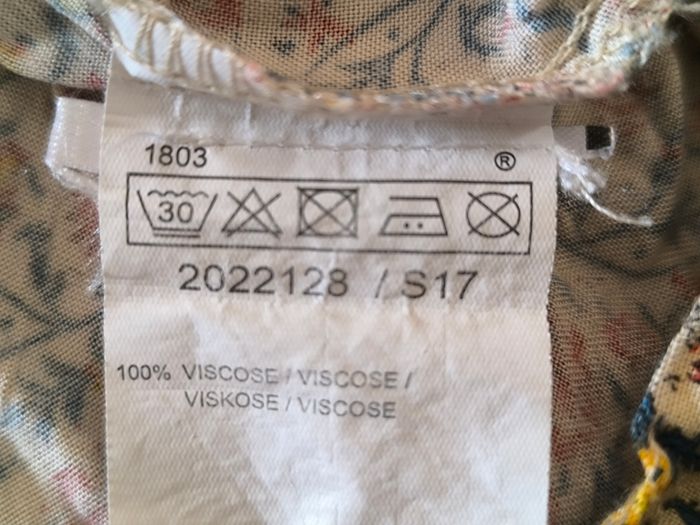 1803 ®
30
2022128 / S17
100% VISCOSE / VISCOSE /
VISKOSE / VISCOSE